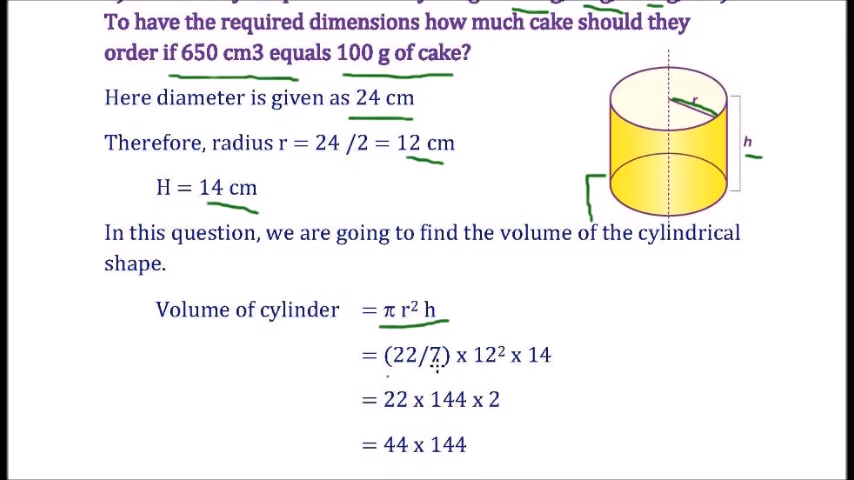 To have the required dimensions how much cake should they
order if 650 cm3 equals 100 g of cake?
Here diameter is given as 24 cm
Therefore, radius r = 24 /2 = 12 cm
r
h
H = 14 cm
In this question, we are going to find the volume of the cylindrical
shape.
Volume of cylinder = π r² h
= (22/7) x 12² x 14
= 22 x 144 x 2
= 44 x 144